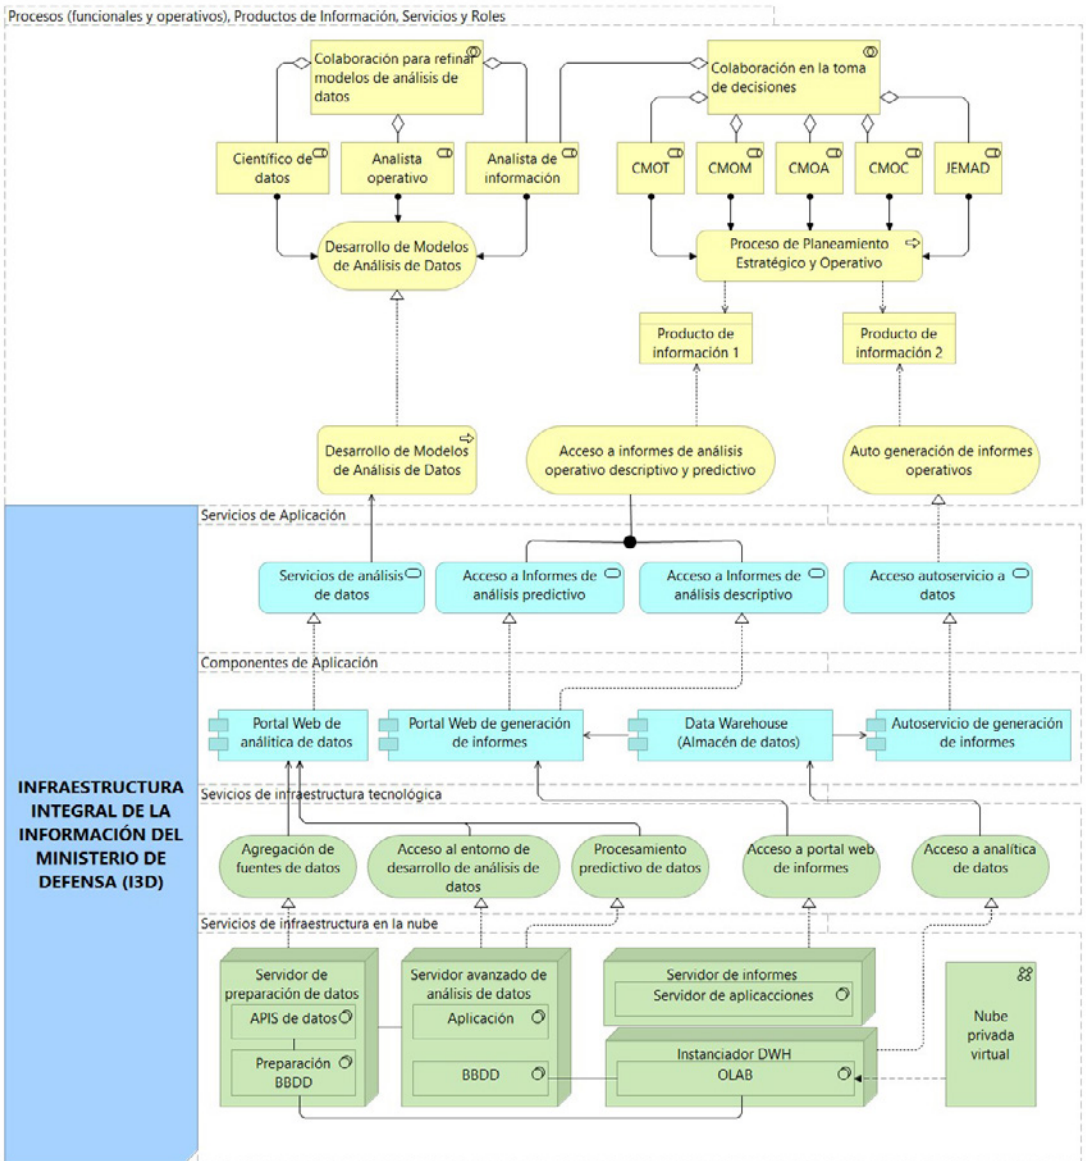 Procesos (funcionales y operativos), Productos de Información, Servicios y Roles
Colaboración para refinar
modelos de análisis de
datos
Colaboración en la toma
de decisiones
Científico de
datos
Analista
operativo
Analista de
información
CMOT
CMOM
CMOA
CMOC
JEMAD
Desarrollo de Modelos
de Análisis de Datos
Proceso de Planeamiento
Estratégico y Operativo
Producto de
información 1
Producto de
información 2
Desarrollo de Modelos
de Análisis de Datos
Acceso a informes de análisis
operativo descriptivo y predictivo
Auto generación de informes
operativos
Servicios de Aplicación
Servicios de análisis
de datos
Acceso a Informes de
análisis predictivo
Acceso a Informes de
análisis descriptivo
Acceso autoservicio a
datos
Componentes de Aplicación
Portal Web de
análitica de datos
Portal Web de generación
de informes
Data Warehouse
(Almacén de datos)
Autoservicio de generación
de informes
INFRAESTRUCTURA
INTEGRAL DE LA
INFORMACIÓN DEL
MINISTERIO DE
DEFENSA (I3D)
Sevicios de infraestructura tecnológica
Agregación de
fuentes de datos
Acceso al entorno de
desarrollo de análisis de
datos
Procesamiento
predictivo de datos
Acceso a portal web
de informes
Acceso a analítica
de datos
Servicios de infraestructura en la nube
Servidor de
preparación de datos
APIS de datos
Preparación
BBDD
Servidor avanzado de
análisis de datos
Aplicación
BBDD
Servidor de informes
Servidor de aplicacciones
Instanciador DWH
OLAB
Nube
privada
virtual